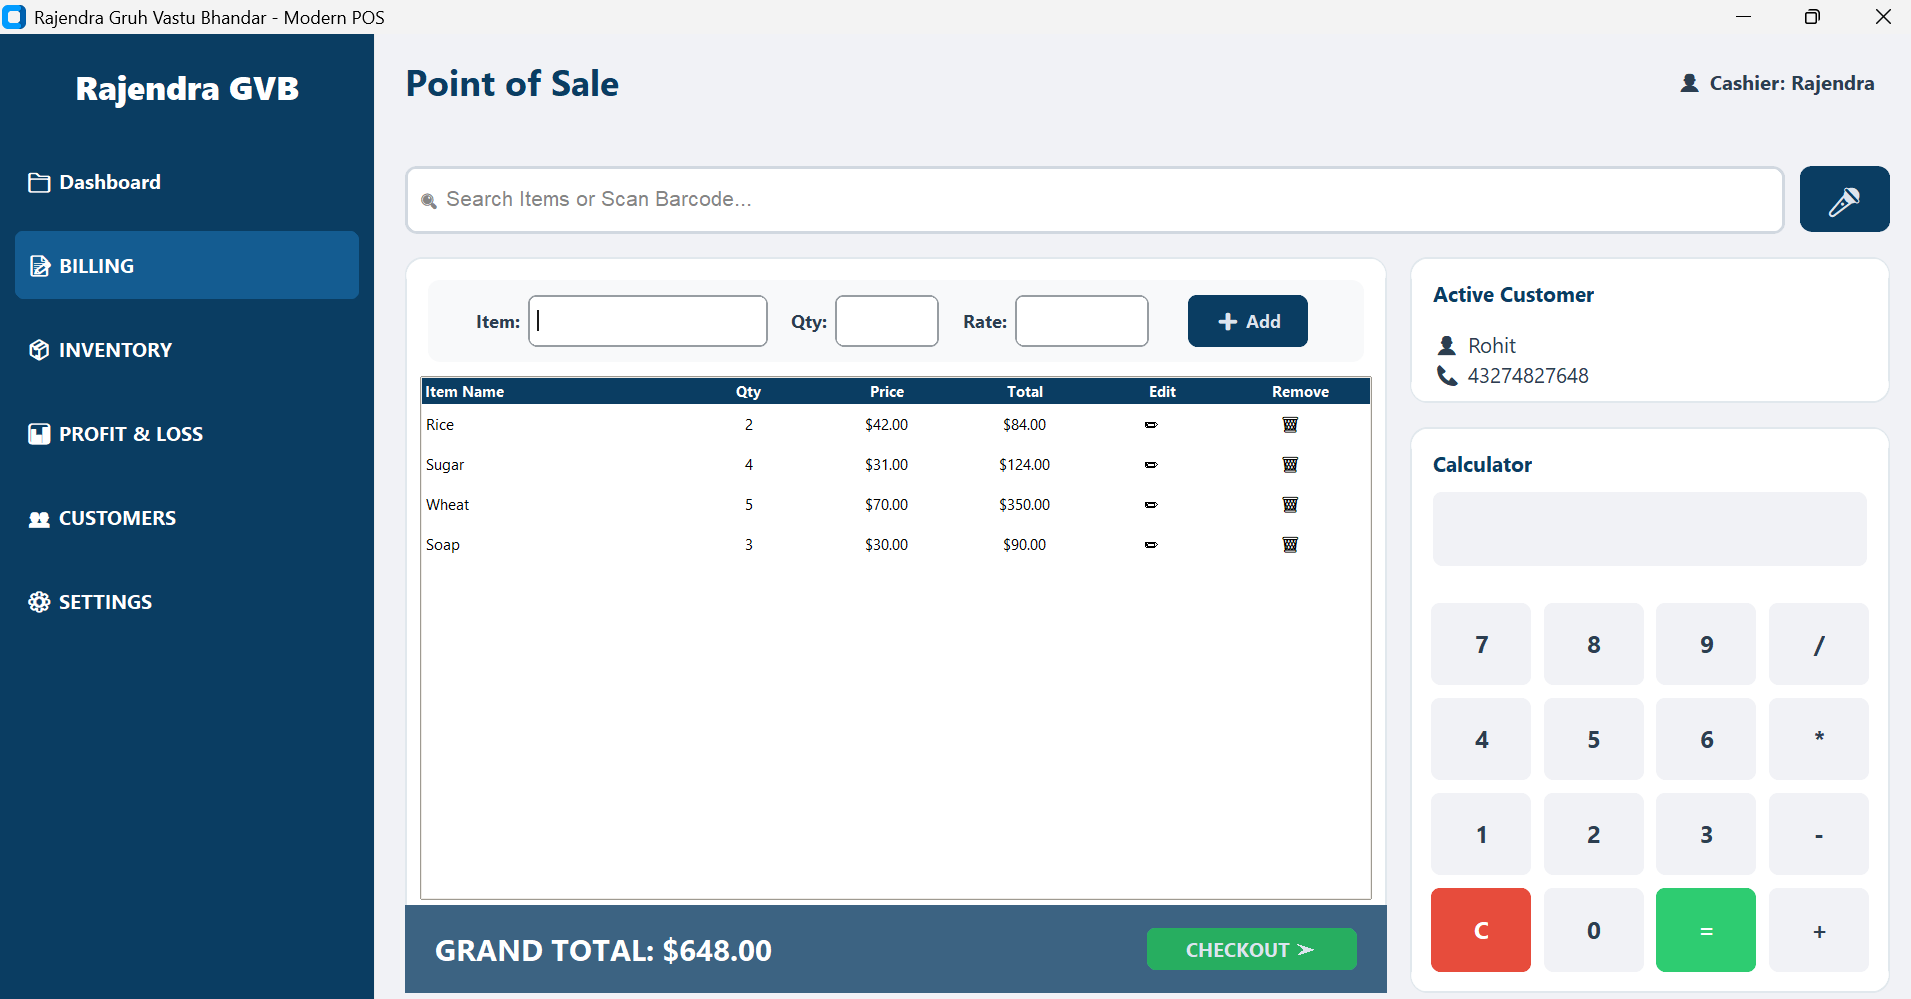 Rajendra Gruh Vastu Bhandar - Modern POS
Rajendra GVB
Dashboard
BILLING
INVENTORY
PROFIT & LOSS
CUSTOMERS
SETTINGS
Point of Sale
Cashier: Rajendra
Search Items or Scan Barcode...
Item: Qty: Rate: + Add
Item Name Qty Price Total Edit Remove
Rice 2 $42.00 $84.00
Sugar 4 $31.00 $124.00
Wheat 5 $70.00 $350.00
Soap 3 $30.00 $90.00
GRAND TOTAL: $648.00 CHECKOUT ➢
Active Customer
Rohit
43274827648
Calculator
7 8 9 /
4 5 6 *
1 2 3 -
C 0 = +